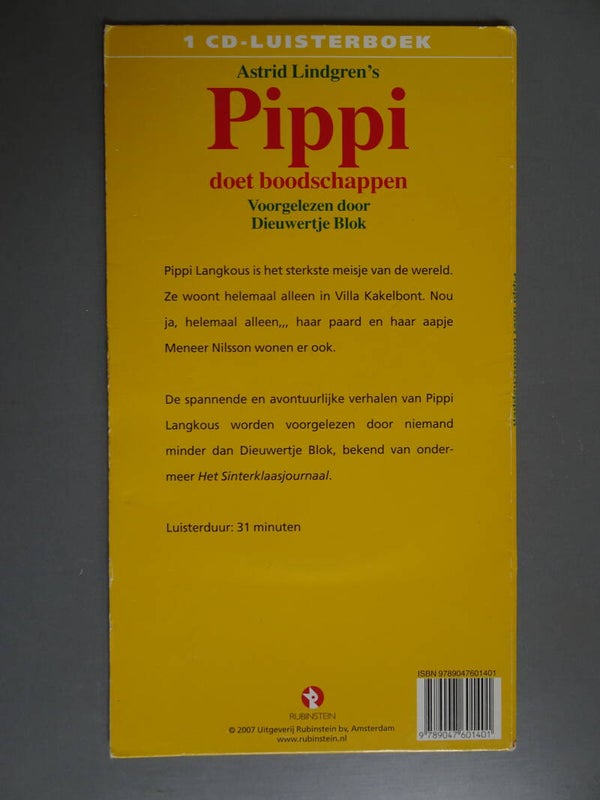 1 CD-LUISTERBOEK
Astrid Lindgren's
Pippi
doet boodschappen
Voorgelezen door
Dieuwertje Blok
Pippi Langkous is het sterkste meisje van de wereld.
Ze woont helemaal alleen in Villa Kakelbont. Nou
ja, helemaal alleen,,, haar paard en haar aapje
Meneer Nilsson wonen er ook.
De spannende en avontuurlijke verhalen van Pippi
Langkous worden voorgelezen door niemand
minder dan Dieuwertje Blok, bekend van onder-
meer Het Sinterklaasjournaal.
Luisterduur: 31 minuten
ISBN 9789047601401
9 789047 601401
RUBINSTEIN
© 2007 Uitgeverij Rubinstein bv, Amsterdam
www.rubinstein.nl